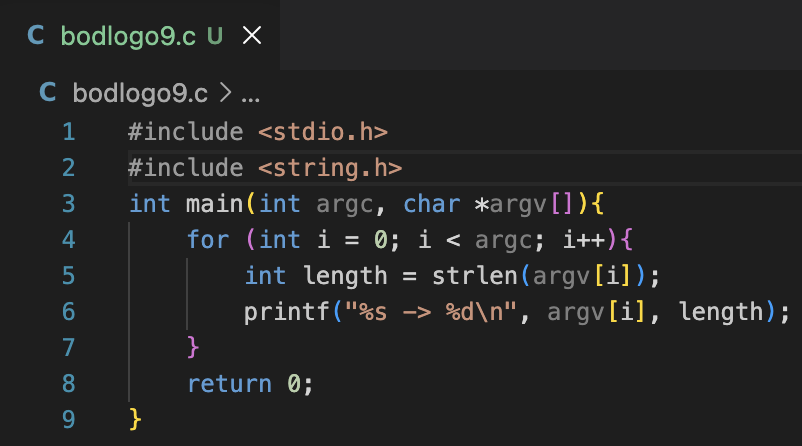 C bodlogo9.c U ×
C bodlogo9.c > ...
1 #include <stdio.h>
2 #include <string.h>
3 int main(int argc, char *argv[]){
4     for (int i = 0; i < argc; i++){
5         int length = strlen(argv[i]);
6         printf("%s -> %d\n", argv[i], length);
7     }
8     return 0;
9 }